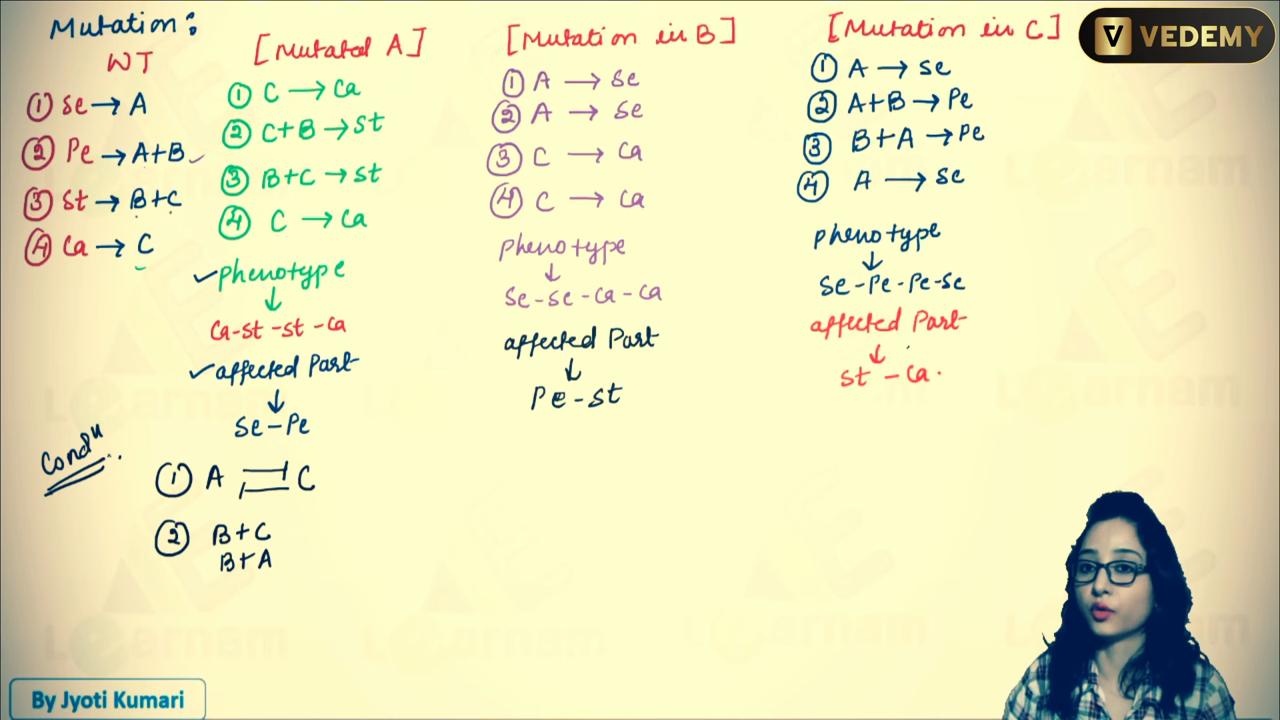 Mutation:
WT
① Se → A
② Pe → A+B
③ St → B+C
④ Ca → C
[Mutated A]
① C → Ca
② C+B → St
③ B+C → St
④ C → Ca
Phenotype
↓
Ca-St-St-Ca
affected Part
↓
Se-Pe
[Mutation in B]
① A → Se
② A → Se
③ C → Ca
④ C → Ca
Phenotype
↓
Se-Se-Ca-Ca
affected Part
↓
Pe-St
[Mutation in C]
① A → Se
② A+B → Pe
③ B+A → Pe
④ A → Se
Phenotype
↓
Se-Pe-Pe-Se
affected Part
↓
St-Ca.
① A C
② B+C
B+A
V VEDEMY
Learnam
By Jyoti Kumari